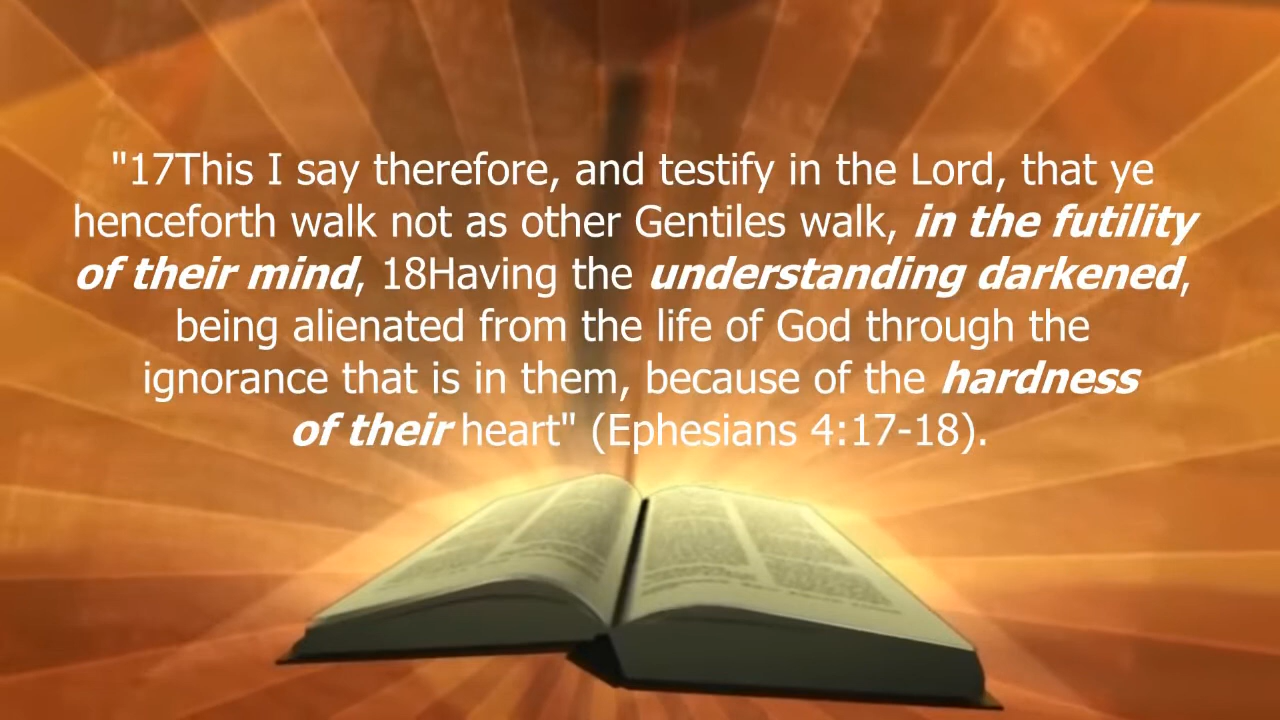 "17This I say therefore, and testify in the Lord, that ye
henceforth walk not as other Gentiles walk, in the futility
of their mind, 18Having the understanding darkened,
being alienated from the life of God through the
ignorance that is in them, because of the hardness
of their heart" (Ephesians 4:17-18).